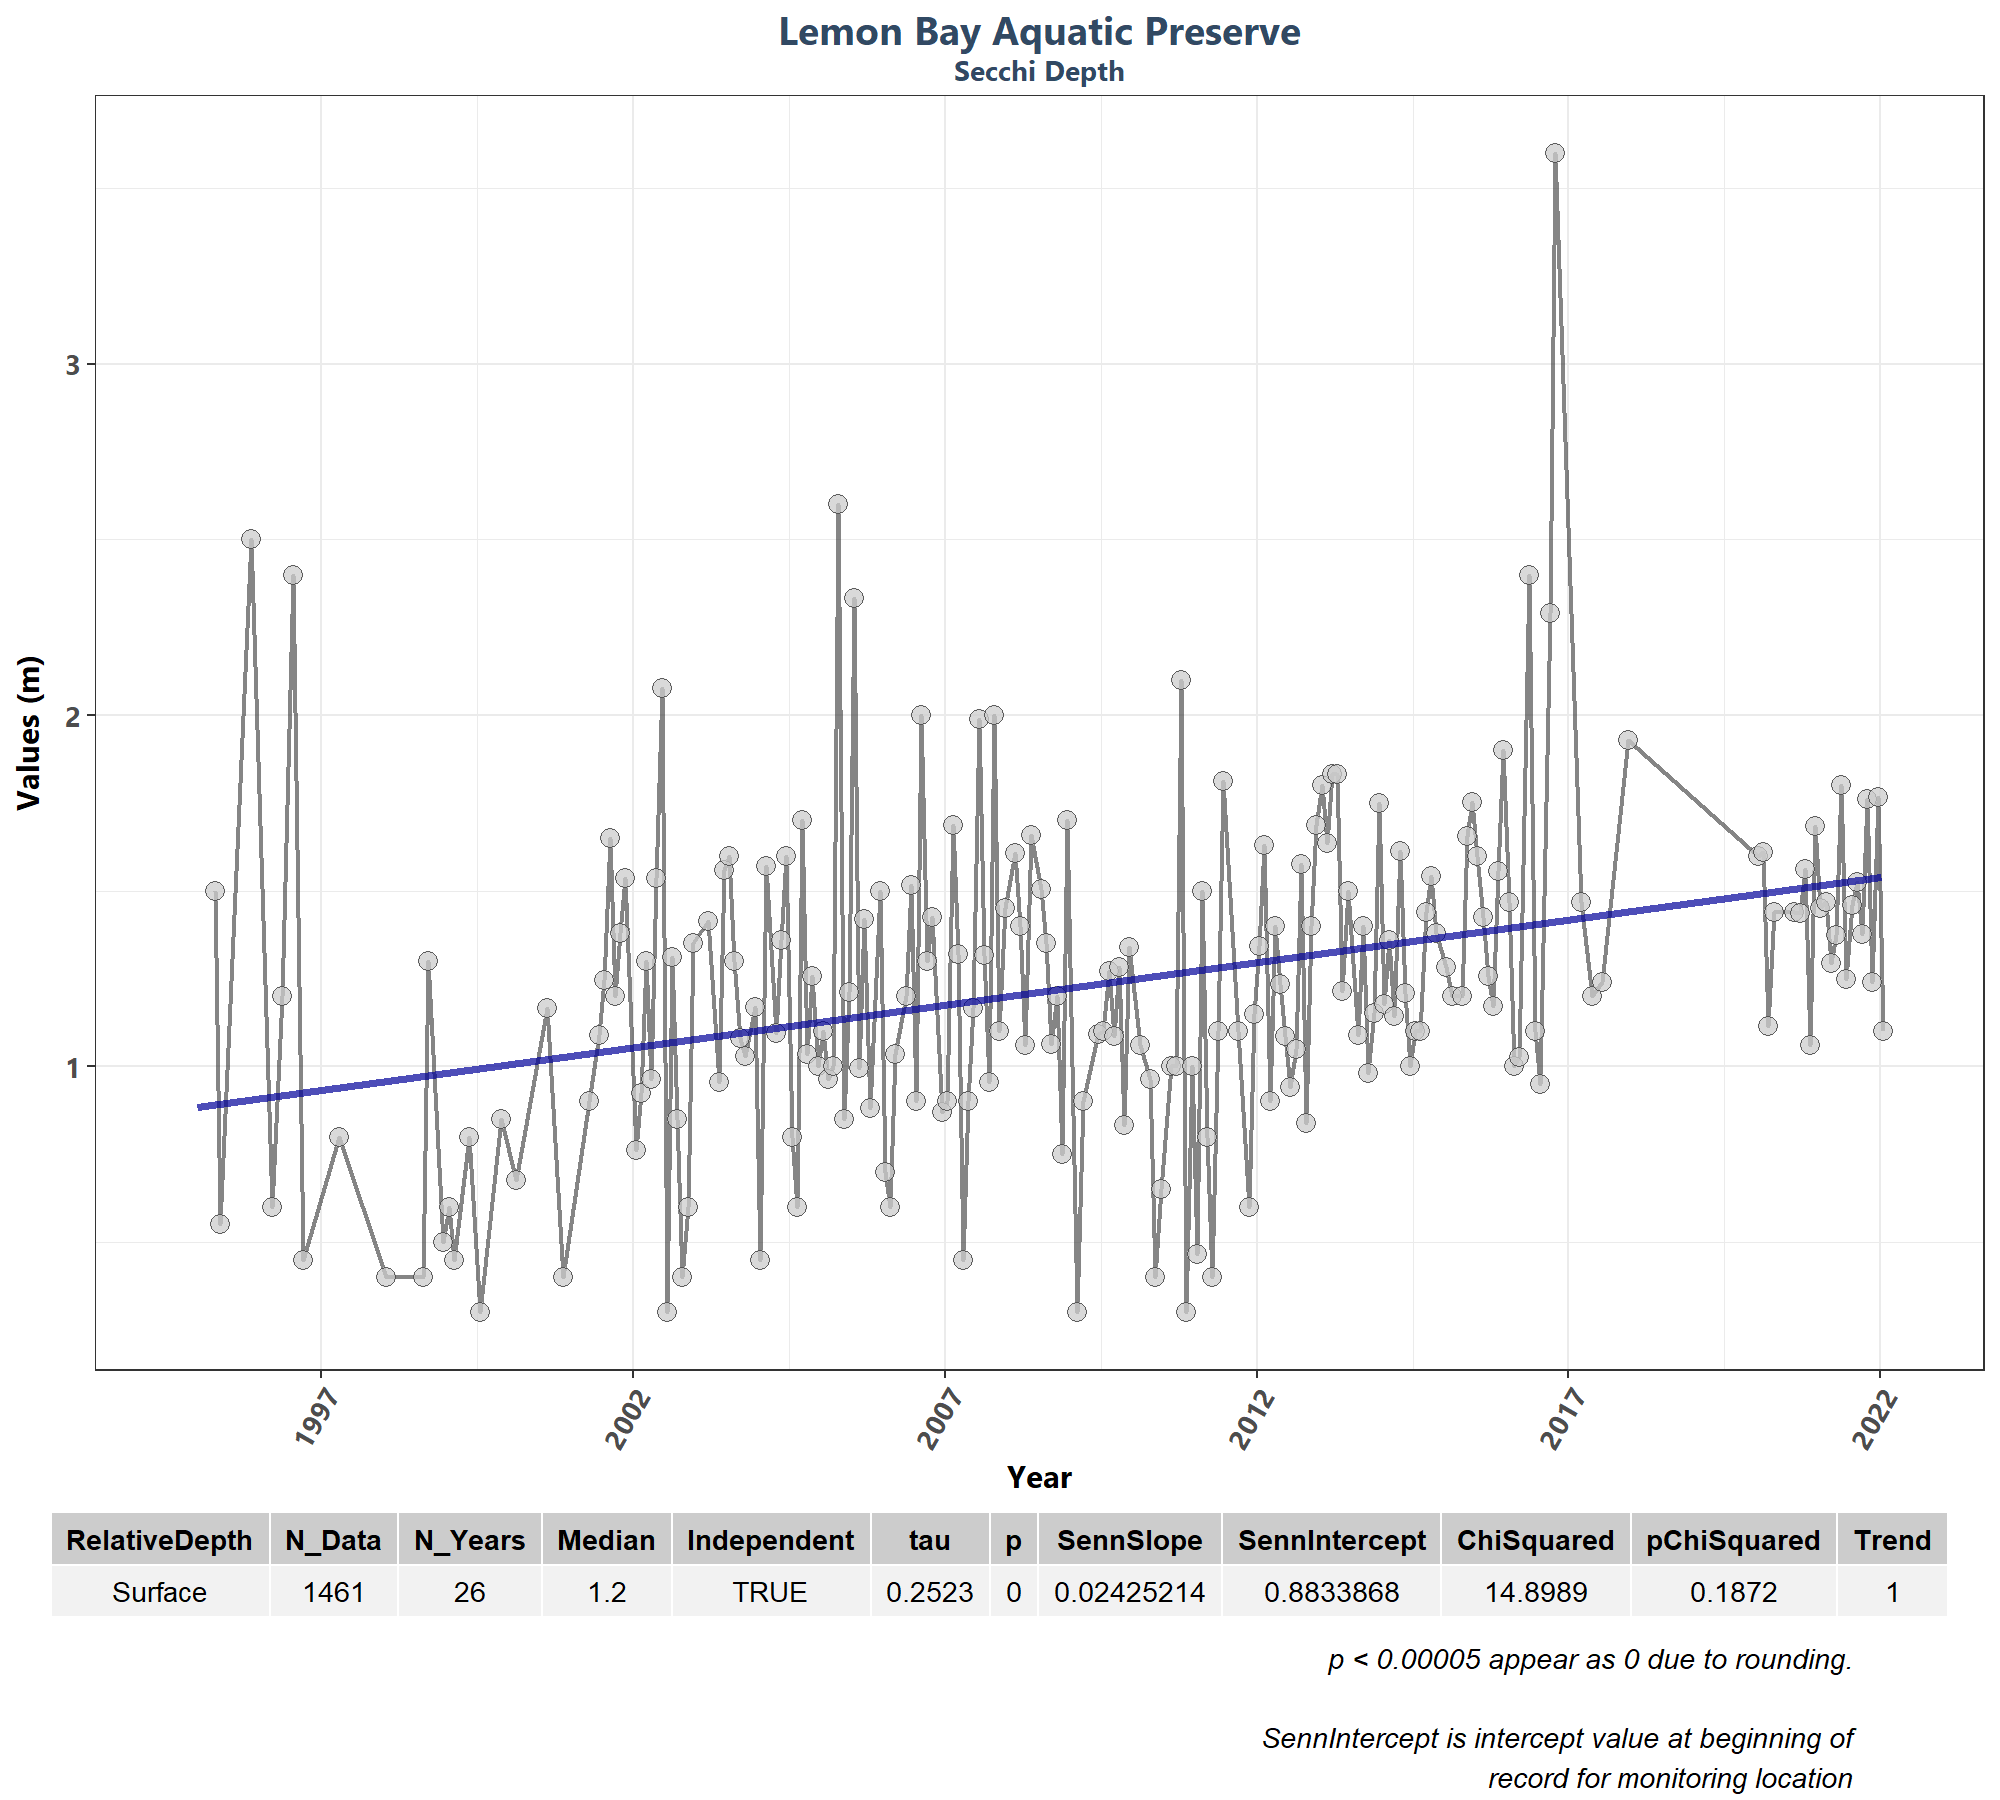 Lemon Bay Aquatic Preserve
Secchi Depth
Values (m)
3
2
1
1997 2002 2007 2012 2017 2022
Year
RelativeDepth N_Data N_Years Median Independent tau p SennSlope SennIntercept ChiSquared pChiSquared Trend
Surface 1461 26 1.2 TRUE 0.2523 0 0.02425214 0.8833868 14.8989 0.1872 1
p < 0.00005 appear as 0 due to rounding.
SennIntercept is intercept value at beginning of
record for monitoring location